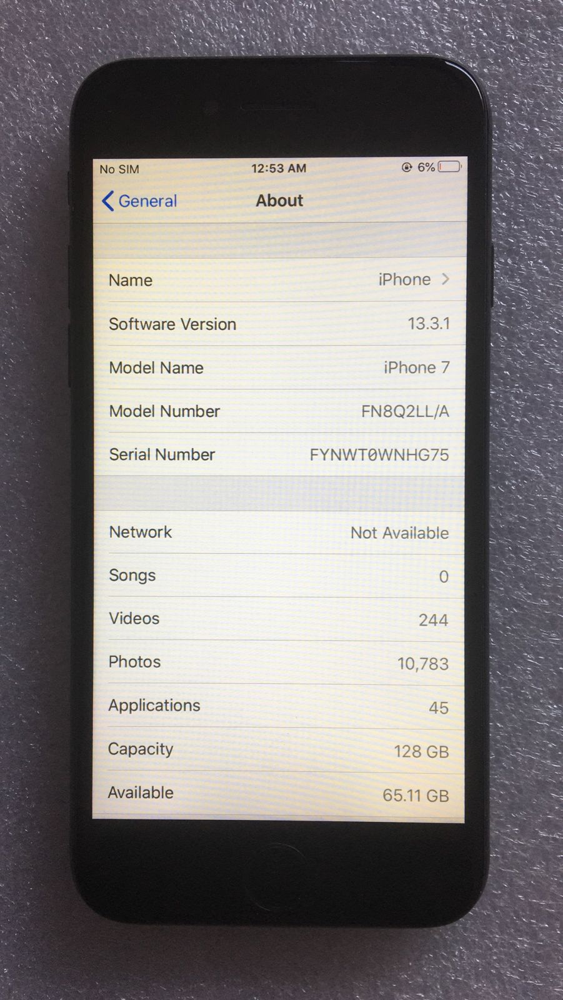 No SIM 12:53 AM 6%
General About
Name iPhone
Software Version 13.3.1
Model Name iPhone 7
Model Number FN8Q2LL/A
Serial Number FYNWT0WNHG75
Network Not Available
Songs 0
Videos 244
Photos 10,783
Applications 45
Capacity 128 GB
Available 65.11 GB